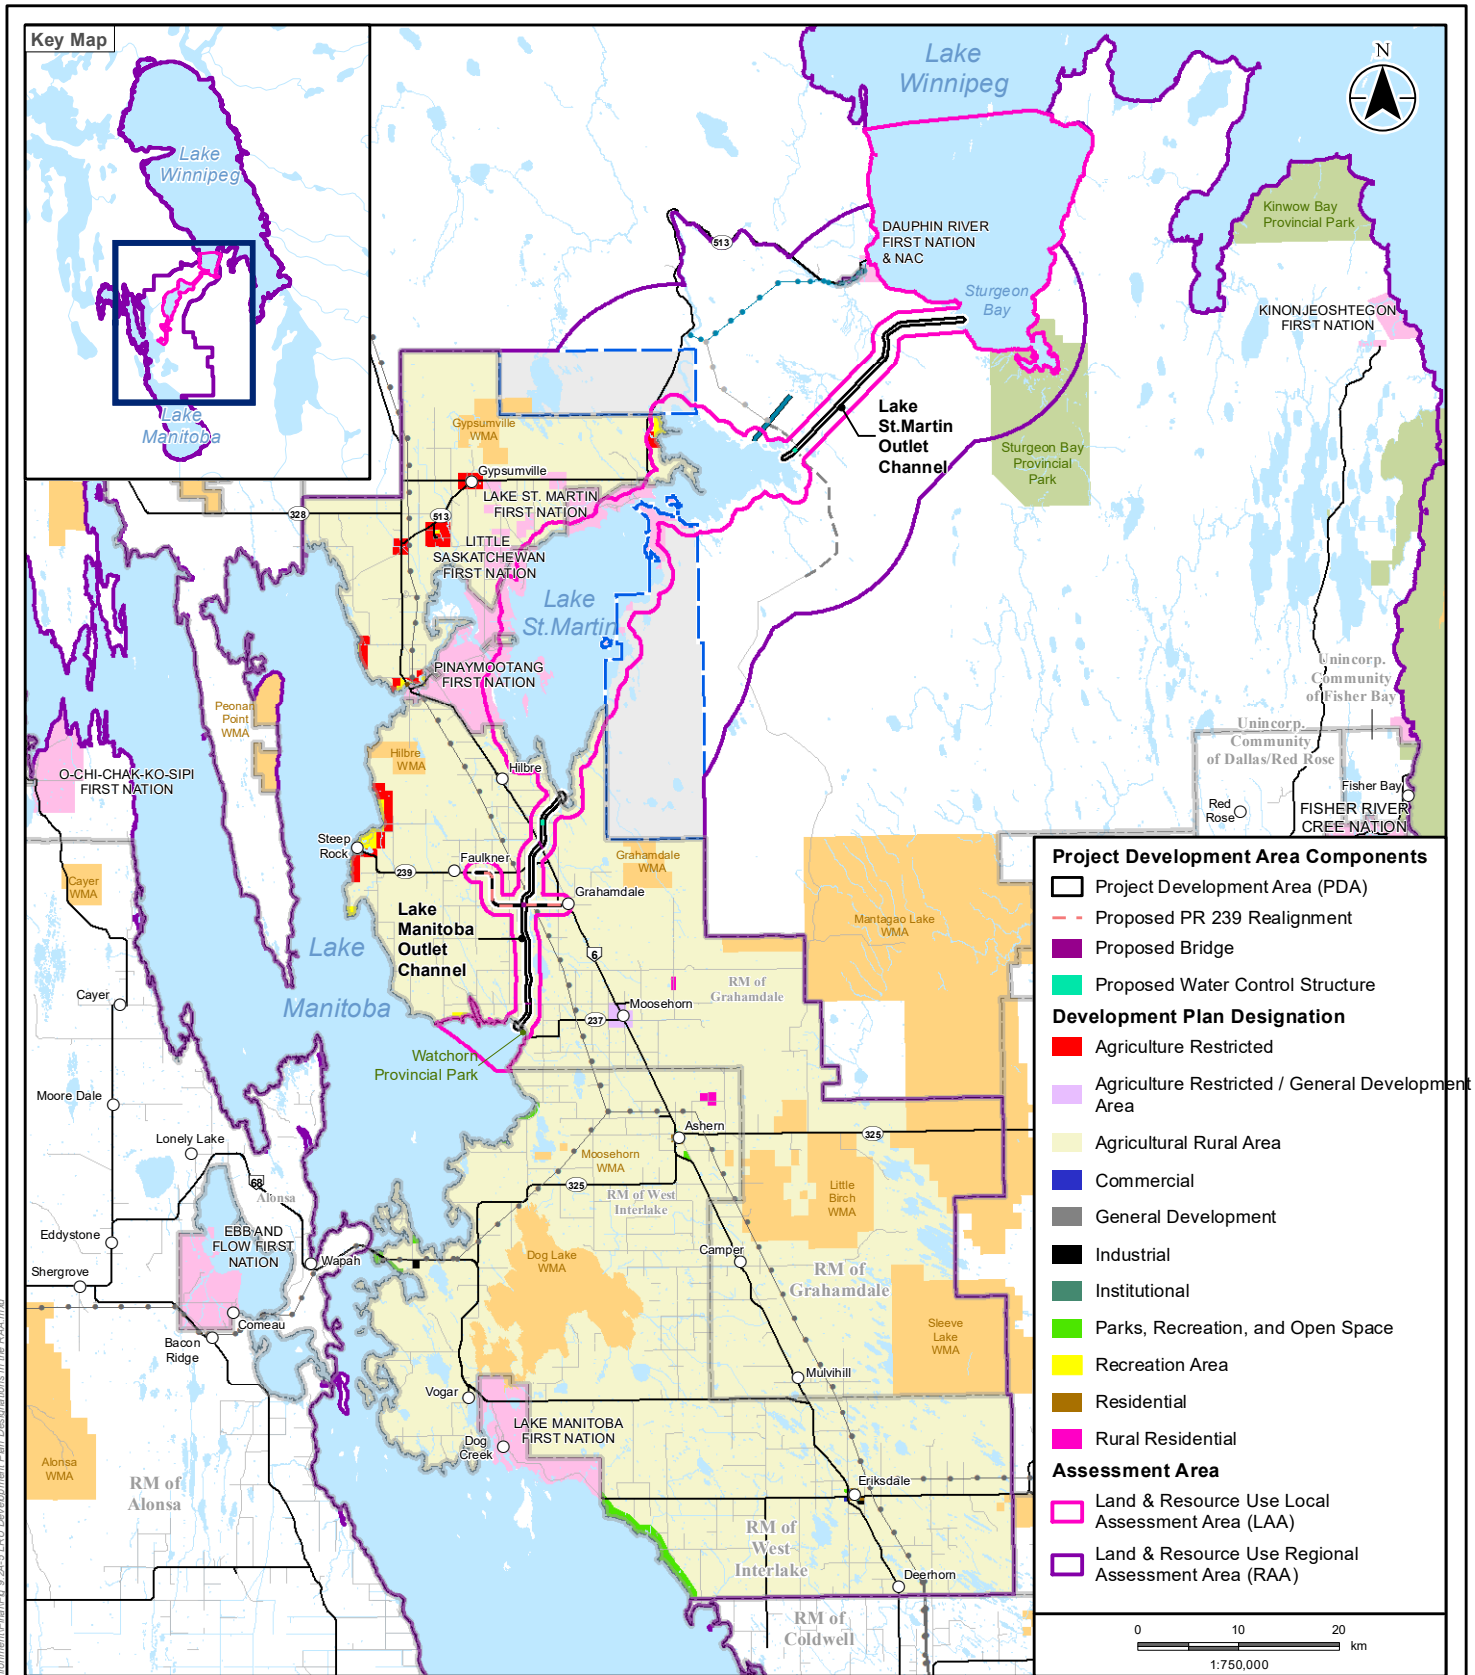 Key Map
Lake
Winnipeg
Lake
Manitoba
Lake
Winnipeg
N
Kinwow Bay
Provincial Park
513
DAUPHIN RIVER
FIRST NATION
& NAC
Sturgeon
Bay
KINONJEOSHTEGON
FIRST NATION
Lake
St.Martin
Outlet
Channel
Gypsumville
WMA
Sturgeon Bay
Provincial
Park
Gypsumville
LAKE ST. MARTIN
FIRST NATION
328
513
LITTLE
SASKATCHEWAN
FIRST NATION
Lake
St.Martin
PINAYMOOTANG
FIRST NATION
Unincorp.
Community
of Fisher Bay
Peonan
Point
WMA
Unincorp.
Community
of Dallas/Red Rose
Hilbre
WMA
Hilbre
O-CHI-CHAK-KO-SIPI
FIRST NATION
Fisher Bay
Red
Rose
FISHER RIVER
CREE NATION
Steep
Rock
Faulkner
239
Grahamdale
WMA
Cayer
WMA
Grahamdale
Mantagao Lake
WMA
Lake
Manitoba
Outlet
Channel
Lake
Manitoba
6
RM of
Grahamdale
Cayer
Moosehorn
237
Watchorn
Provincial Park
Moore Dale
Ashern
325
Lonely Lake
Moosehorn
WMA
68
Alonsa
325
RM of West
Interlake
Little
Birch
WMA
Eddystone
EBB AND
FLOW FIRST
NATION
Wapah
Dog Lake
WMA
Camper
RM of
Grahamdale
Shergrove
Comeau
Bacon
Ridge
Sleeve
Lake
WMA
Mulvihill
Vogar
LAKE MANITOBA
FIRST NATION
Dog
Creek
Alonsa
WMA
RM of
Alonsa
Eriksdale
RM of
West
Interlake
Deerhorn
RM of
Coldwell
Project Development Area Components
Project Development Area (PDA)
Proposed PR 239 Realignment
Proposed Bridge
Proposed Water Control Structure
Development Plan Designation
Agriculture Restricted
Agriculture Restricted / General Development
Area
Agricultural Rural Area
Commercial
General Development
Industrial
Institutional
Parks, Recreation, and Open Space
Recreation Area
Residential
Rural Residential
Assessment Area
Land & Resource Use Local
Assessment Area (LAA)
Land & Resource Use Regional
Assessment Area (RAA)
0 10 20
km
1:750,000